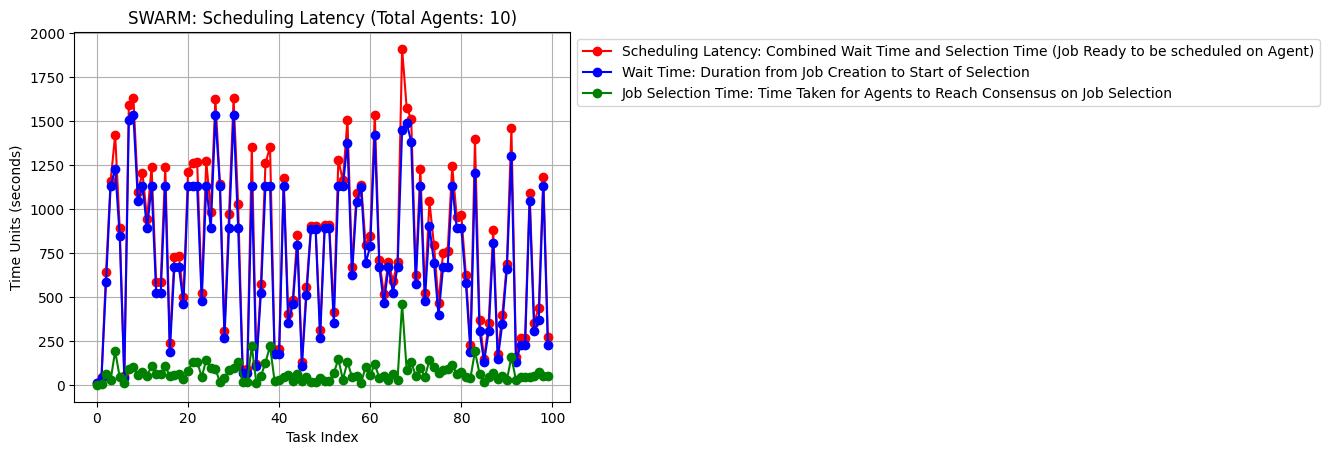 SWARM: Scheduling Latency (Total Agents: 10)
Scheduling Latency: Combined Wait Time and Selection Time (Job Ready to be scheduled on Agent)
Wait Time: Duration from Job Creation to Start of Selection
Job Selection Time: Time Taken for Agents to Reach Consensus on Job Selection
Time Units (seconds)
2000
1750
1500
1250
1000
750
500
250
0
0 20 40 60 80 100
Task Index